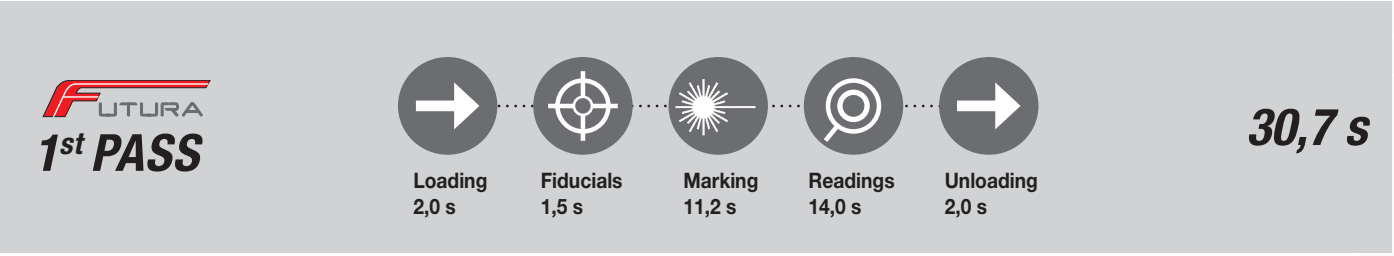 FUTURA
1st PASS
Loading
2,0 s
Fiducials
1,5 s
Marking
11,2 s
Readings
14,0 s
Unloading
2,0 s
30,7 s